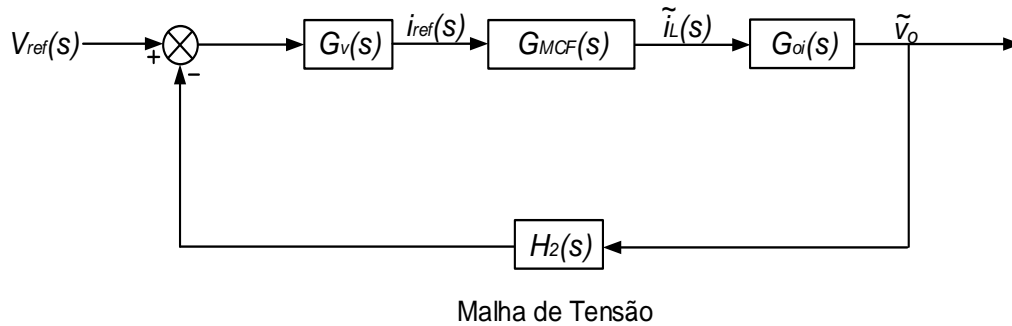 Vref(s)
+
−
Gv(s)
iref(s)
GMCF(s)
ĩL(s)
Goi(s)
ṽo
H2(s)
Malha de Tensão